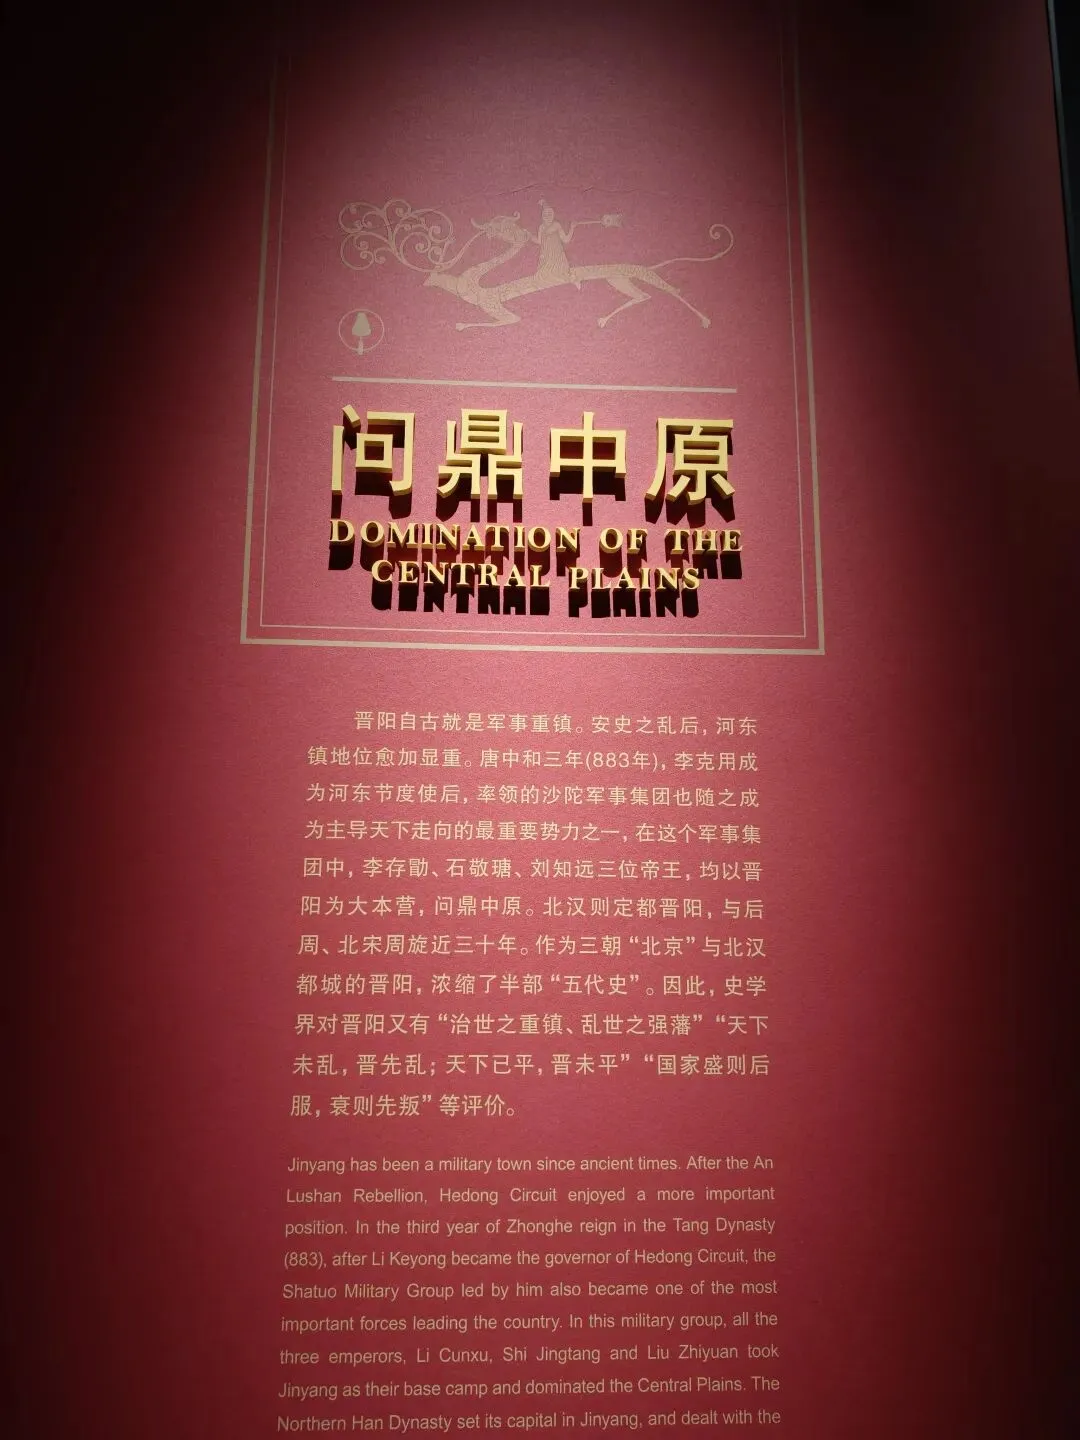 问鼎中原
DOMINATION OF THE
CENTRAL PLAINS
晋阳自古就是军事重镇。安史之乱后，河东
镇地位愈加显重。唐中和三年(883年)，李克用成
为河东节度使后，率领的沙陀军事集团也随之成
为主导天下走向的最重要势力之一，在这个军事集
团中，李存勖、石敬瑭、刘知远三位帝王，均以晋
阳为大本营，问鼎中原。北汉则定都晋阳，与后
周、北宋周旋近三十年。作为三朝“北京”与北汉
都城的晋阳，浓缩了半部“五代史”。因此，史学
界对晋阳又有“治世之重镇、乱世之强藩”“天下
未乱，晋先乱；天下已平，晋未平”“国家盛则后
服，衰则先叛”等评价。
Jinyang has been a military town since ancient times. After the An
Lushan Rebellion, Hedong Circuit enjoyed a more important
position. In the third year of Zhonghe reign in the Tang Dynasty
(883), after Li Keyong became the governor of Hedong Circuit, the
Shatuo Military Group led by him also became one of the most
important forces leading the country. In this military group, all the
three emperors, Li Cunxu, Shi Jingtang and Liu Zhiyuan took
Jinyang as their base camp and dominated the Central Plains. The
Northern Han Dynasty set its capital in Jinyang, and dealt with the